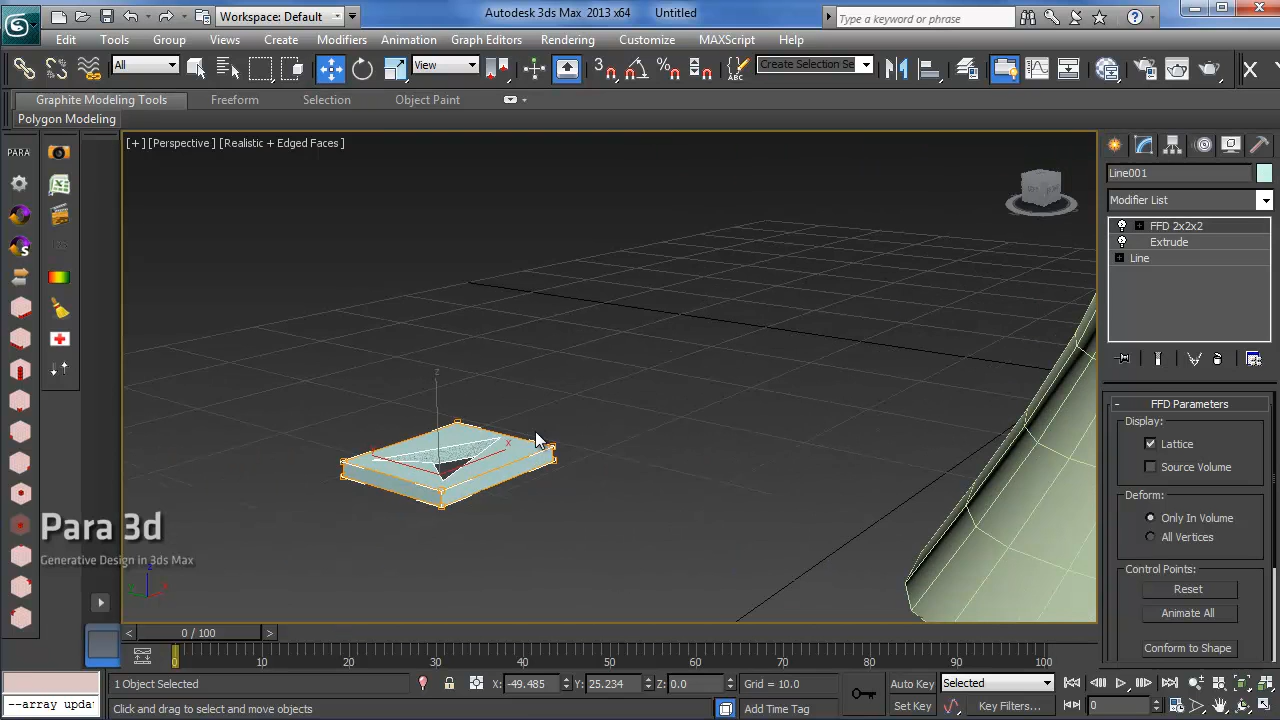 Workspace: Default
Autodesk 3ds Max 2013 x64 Untitled
Type a keyword or phrase
Edit Tools Group Views Create Modifiers Animation Graph Editors Rendering Customize MAXScript Help
All
View
Create Selection Se
Graphite Modeling Tools Freeform Selection Object Paint
Polygon Modeling
PARA
[+] [Perspective ] [Realistic + Edged Faces ]
Line001
Modifier List
FFD 2x2x2
Extrude
Line
FFD Parameters
Display:
Lattice
Source Volume
Deform:
Only In Volume
All Vertices
Control Points:
Reset
Animate All
Conform to Shape
z
x
Para 3d
Generative Design in 3ds Max
0 / 100
0 10 20 30 40 50 60 70 80 90 100
1 Object Selected X: -49.485 Y: 25.234 Z: 0.0 Grid = 10.0 Auto Key Selected
--array upda Click and drag to select and move objects Add Time Tag Set Key Key Filters... 0